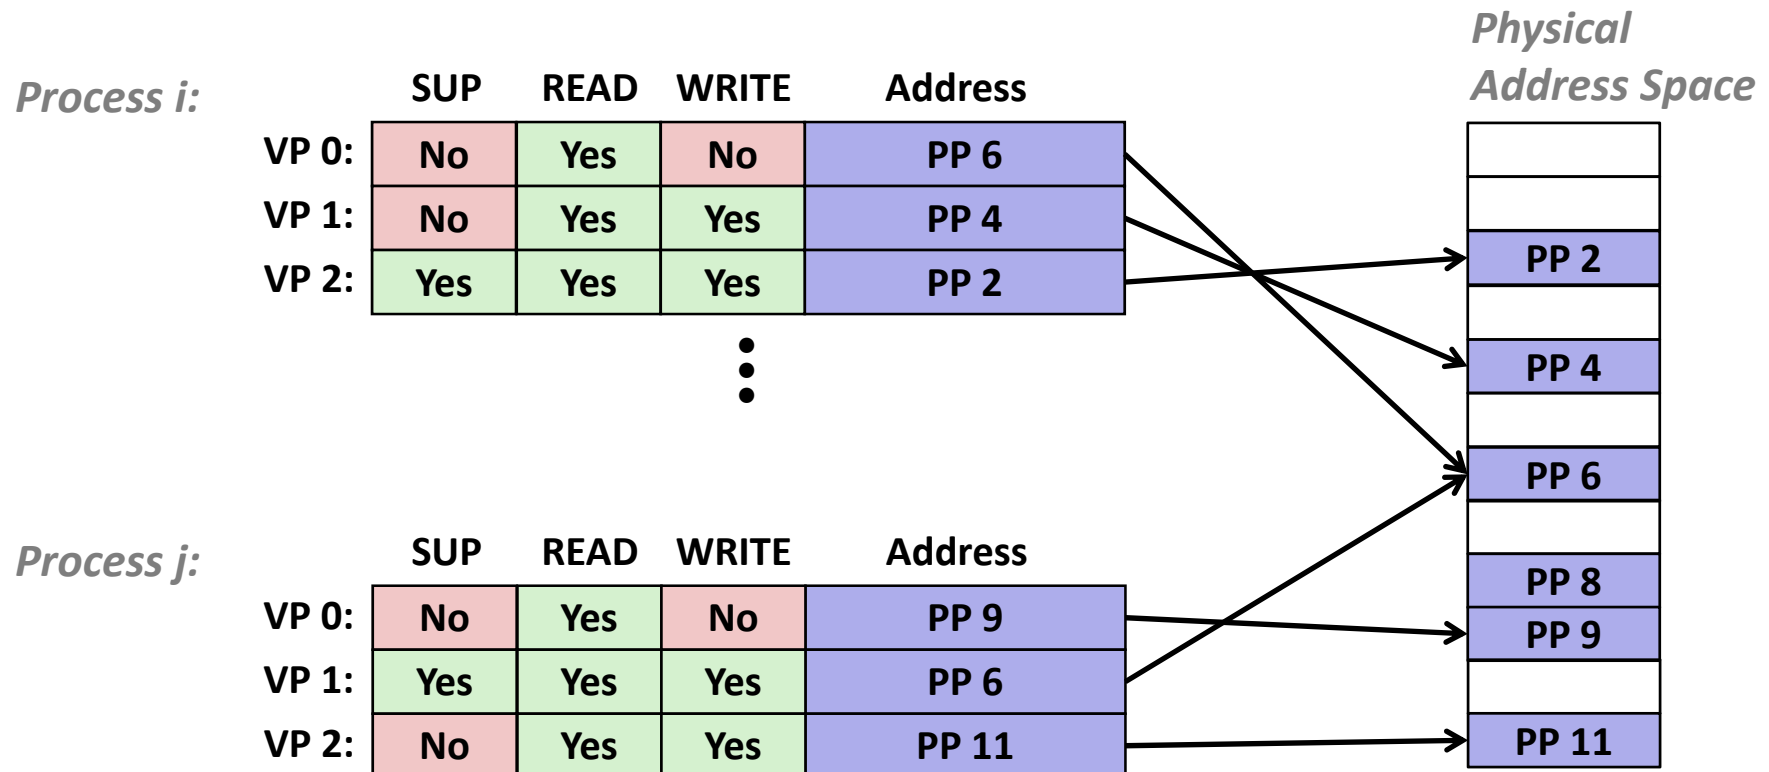 Physical
Address Space
Process i:
SUP READ WRITE Address
VP 0: No Yes No PP 6
VP 1: No Yes Yes PP 4
VP 2: Yes Yes Yes PP 2
PP 2
PP 4
PP 6
PP 8
PP 9
PP 11
Process j:
SUP READ WRITE Address
VP 0: No Yes No PP 9
VP 1: Yes Yes Yes PP 6
VP 2: No Yes Yes PP 11